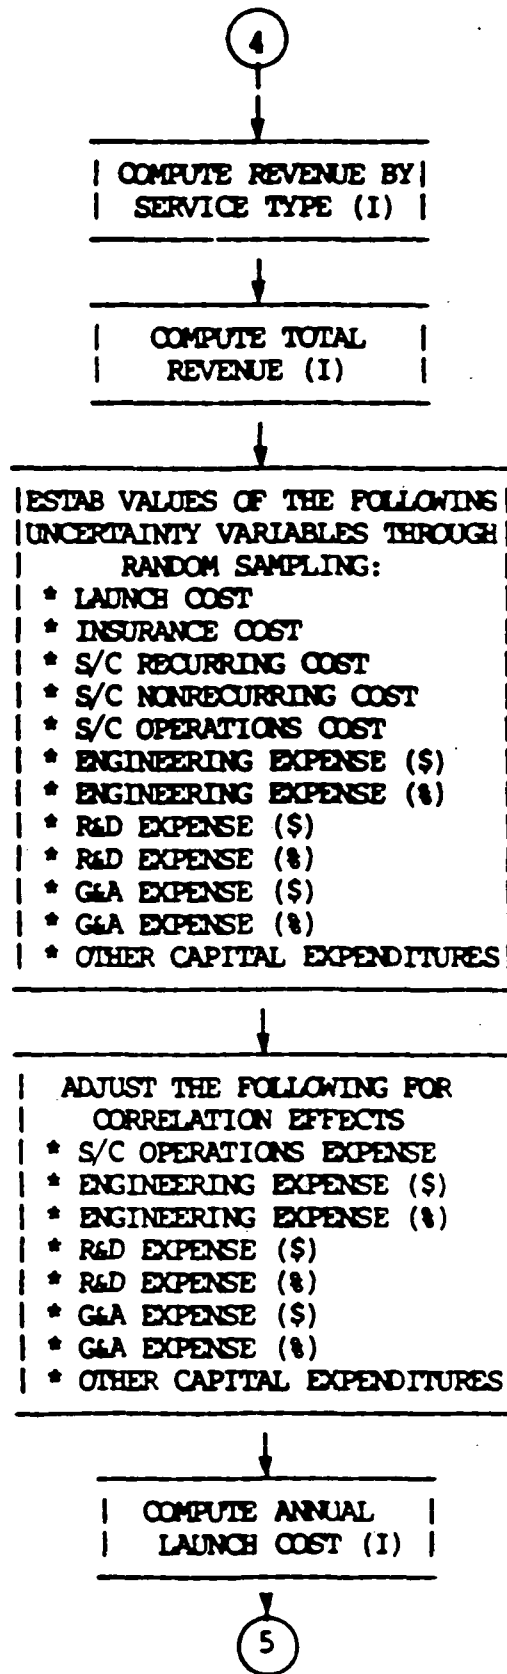 4
COMPUTE REVENUE BY
SERVICE TYPE (I)
COMPUTE TOTAL
REVENUE (I)
ESTAB VALUES OF THE FOLLOWING
UNCERTAINTY VARIABLES THROUGH
RANDOM SAMPLING:
* LAUNCH COST
* INSURANCE COST
* S/C RECURRING COST
* S/C NONRECURRING COST
* S/C OPERATIONS COST
* ENGINEERING EXPENSE ($)
* ENGINEERING EXPENSE (%)
* R&D EXPENSE ($)
* R&D EXPENSE (%)
* G&A EXPENSE ($)
* G&A EXPENSE (%)
* OTHER CAPITAL EXPENDITURES
ADJUST THE FOLLOWING FOR
CORRELATION EFFECTS
* S/C OPERATIONS EXPENSE
* ENGINEERING EXPENSE ($)
* ENGINEERING EXPENSE (%)
* R&D EXPENSE ($)
* R&D EXPENSE (%)
* G&A EXPENSE ($)
* G&A EXPENSE (%)
* OTHER CAPITAL EXPENDITURES
COMPUTE ANNUAL
LAUNCH COST (I)
5